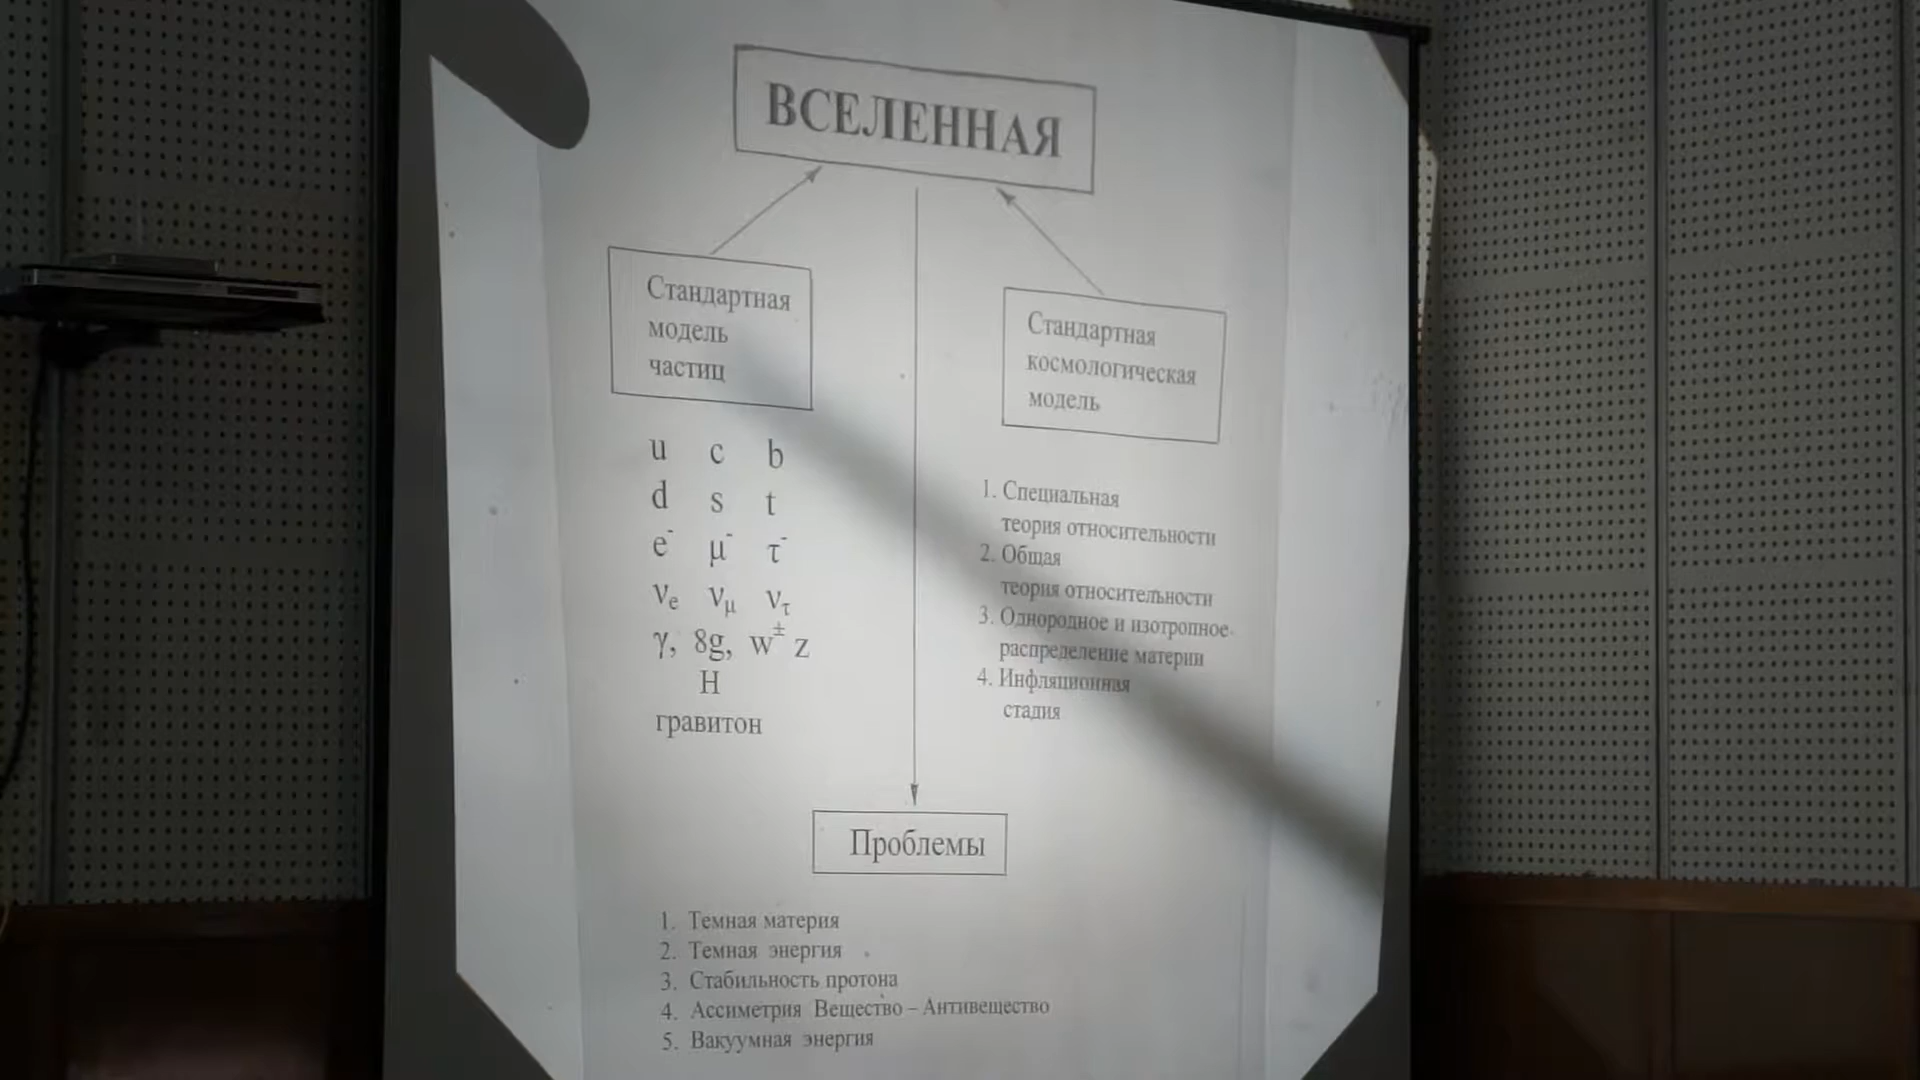 ВСЕЛЕННАЯ
Стандартная
модель
частиц
u c b
d s t
e⁻ μ⁻ τ⁻
νₑ ν_μ ν_τ
γ, 8g, w± z
H
гравитон
Стандартная
космологическая
модель
1. Специальная
теория относительности
2. Общая
теория относительности
3. Однородное и изотропное
распределение материи
4. Инфляционная
стадия
Проблемы
1. Темная материя
2. Темная энергия
3. Стабильность протона
4. Ассиметрия Вещество – Антивещество
5. Вакуумная энергия